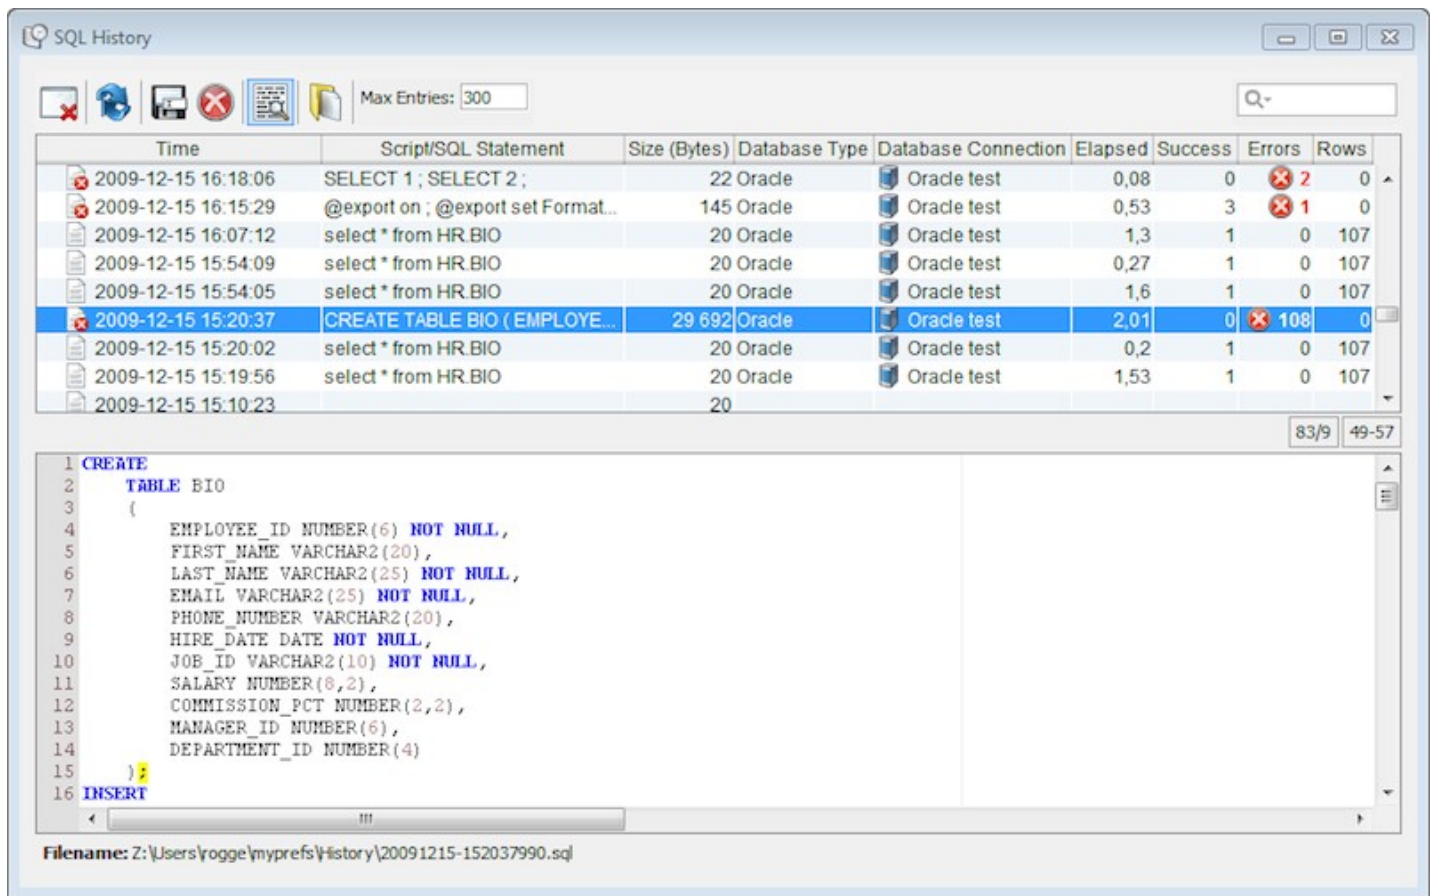 SQL History
Max Entries: 300
Time Script/SQL Statement Size (Bytes) Database Type Database Connection Elapsed Success Errors Rows
2009-12-15 16:18:06 SELECT 1 ; SELECT 2 ; 22 Oracle Oracle test 0,08 0 2 0
2009-12-15 16:15:29 @export on ; @export set Format... 145 Oracle Oracle test 0,53 3 1 0
2009-12-15 16:07:12 select * from HR.BIO 20 Oracle Oracle test 1,3 1 0 107
2009-12-15 15:54:09 select * from HR.BIO 20 Oracle Oracle test 0,27 1 0 107
2009-12-15 15:54:05 select * from HR.BIO 20 Oracle Oracle test 1,6 1 0 107
2009-12-15 15:20:37 CREATE TABLE BIO ( EMPLOYE... 29 692 Oracle Oracle test 2,01 0 108 0
2009-12-15 15:20:02 select * from HR.BIO 20 Oracle Oracle test 0,2 1 0 107
2009-12-15 15:19:56 select * from HR.BIO 20 Oracle Oracle test 1,53 1 0 107
2009-12-15 15:10:23 20
83/9 49-57
1 CREATE
2 TABLE BIO
3 (
4 EMPLOYEE_ID NUMBER(6) NOT NULL,
5 FIRST_NAME VARCHAR2(20),
6 LAST_NAME VARCHAR2(25) NOT NULL,
7 EMAIL VARCHAR2(25) NOT NULL,
8 PHONE_NUMBER VARCHAR2(20),
9 HIRE_DATE DATE NOT NULL,
10 JOB_ID VARCHAR2(10) NOT NULL,
11 SALARY NUMBER(8,2),
12 COMMISSION_PCT NUMBER(2,2),
13 MANAGER_ID NUMBER(6),
14 DEPARTMENT_ID NUMBER(4)
15 );
16 INSERT
Filename: Z:\Users\rogge\myprefs\History\20091215-152037990.sql